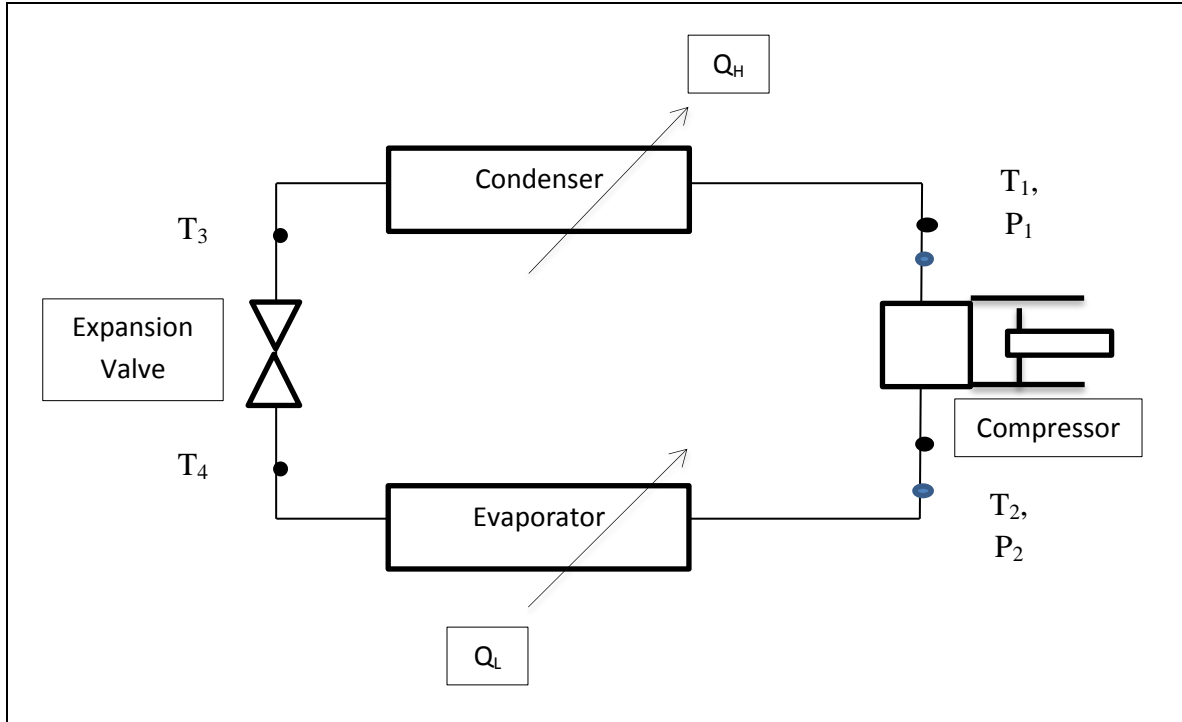 Q_H
Condenser
T_1,
P_1
T_3
Expansion
Valve
Compressor
T_4
Evaporator
T_2,
P_2
Q_L